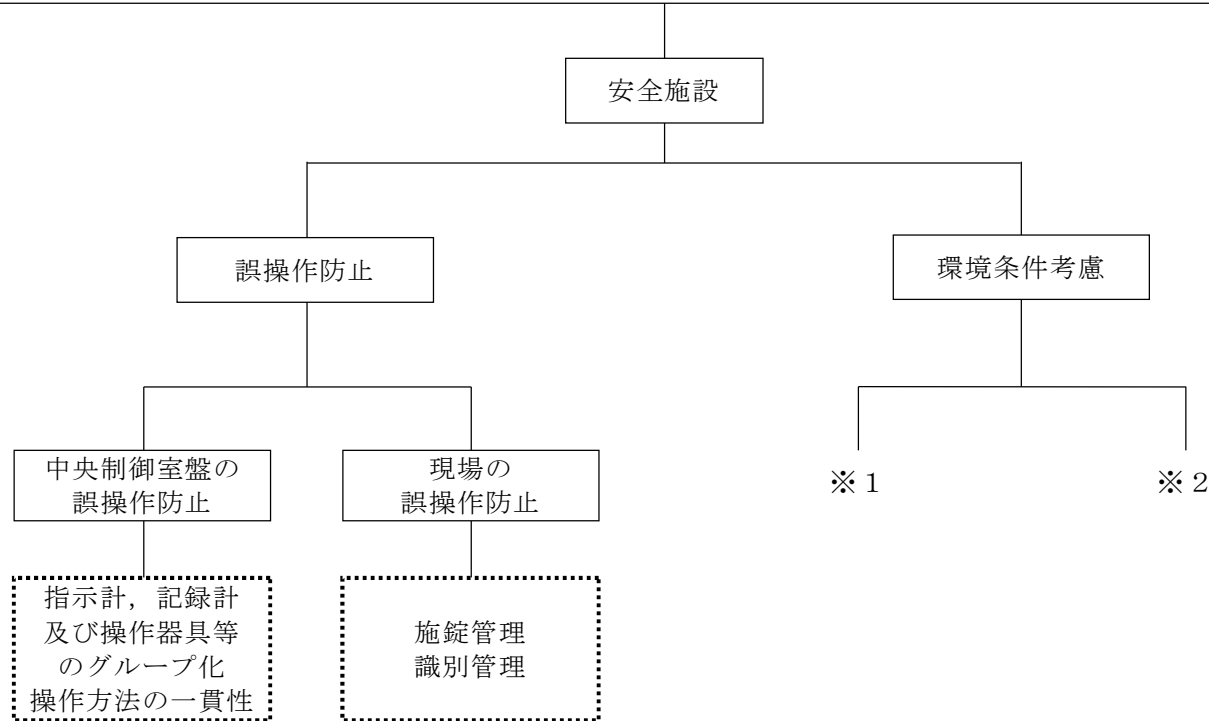 安全施設
誤操作防止
環境条件考慮
中央制御室盤の
誤操作防止
現場の
誤操作防止
※１
※２
指示計，記録計
及び操作器具等
のグループ化
操作方法の一貫性
施錠管理
識別管理